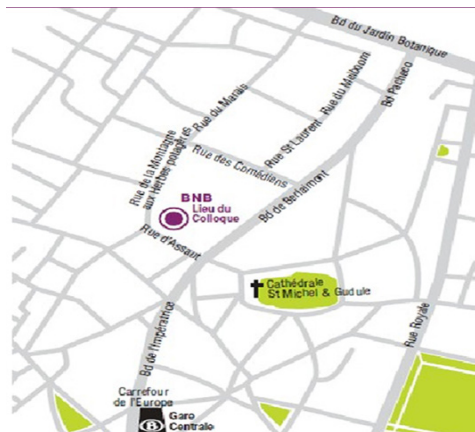 Bd du Jardin Botanique
Rue du Marais
Rue du Meiboom
Bd Pacheco
Rue de la Montagne
aux Herbes potagères
Rue St Laurent
Rue des Comédiens
BNB
Lieu du
Colloque
Bd de Berlaimont
Rue d'Assaut
Cathédrale
St Michel & Gudule
Bd de l'Impératrice
Rue Royale
Carrefour
de l'Europe
B
Gare
Centrale